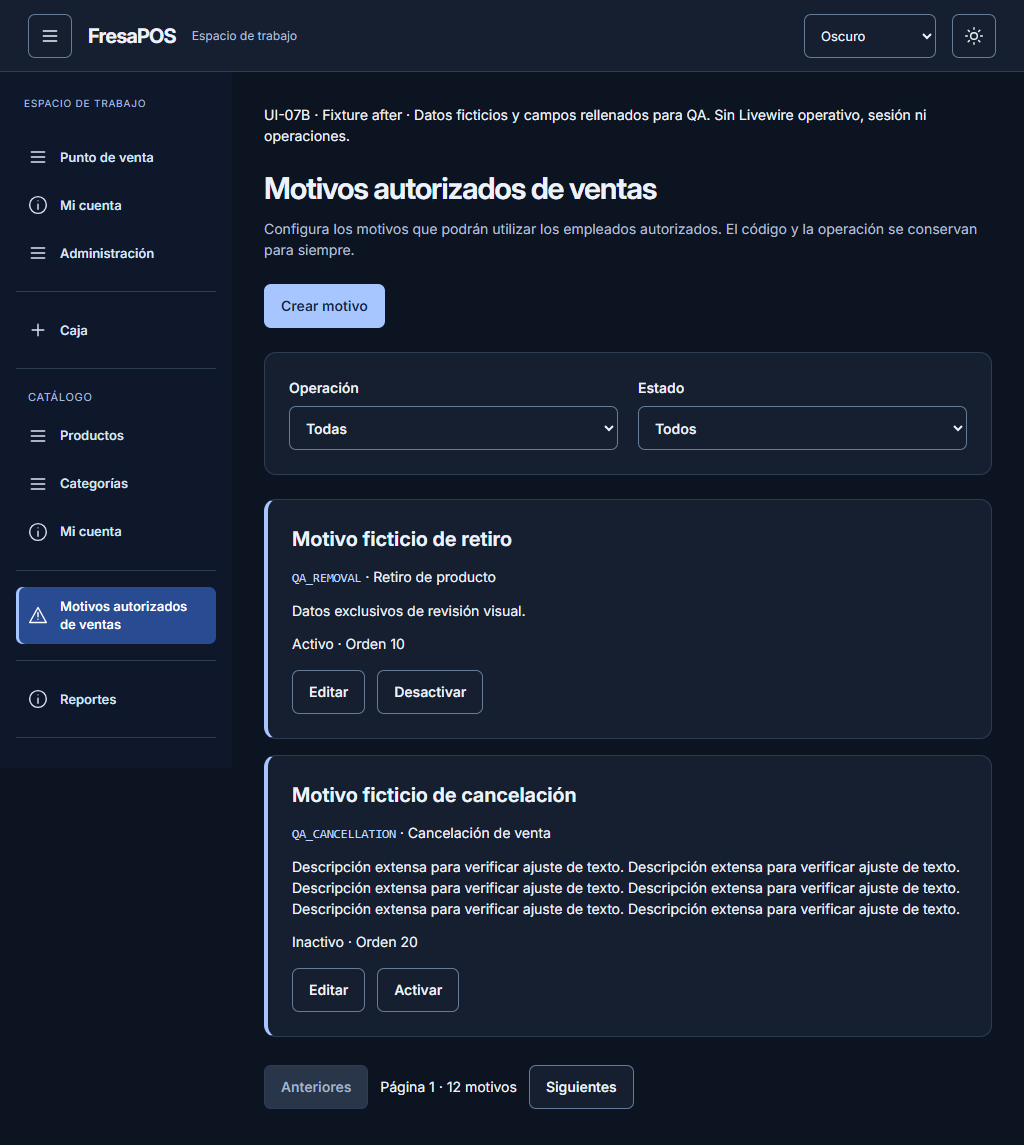 FresaPOS
Espacio de trabajo
Oscuro
ESPACIO DE TRABAJO
Punto de venta
Mi cuenta
Administración
Caja
CATÁLOGO
Productos
Categorías
Mi cuenta
Motivos autorizados
de ventas
Reportes
UI-07B · Fixture after · Datos ficticios y campos rellenados para QA. Sin Livewire operativo, sesión ni
operaciones.
Motivos autorizados de ventas
Configura los motivos que podrán utilizar los empleados autorizados. El código y la operación se conservan
para siempre.
Crear motivo
Operación
Estado
Todas
Todos
Motivo ficticio de retiro
QA_REMOVAL · Retiro de producto
Datos exclusivos de revisión visual.
Activo · Orden 10
Editar
Desactivar
Motivo ficticio de cancelación
QA_CANCELLATION · Cancelación de venta
Descripción extensa para verificar ajuste de texto. Descripción extensa para verificar ajuste de texto.
Descripción extensa para verificar ajuste de texto. Descripción extensa para verificar ajuste de texto.
Descripción extensa para verificar ajuste de texto. Descripción extensa para verificar ajuste de texto.
Inactivo · Orden 20
Editar
Activar
Anteriores
Página 1 · 12 motivos
Siguientes